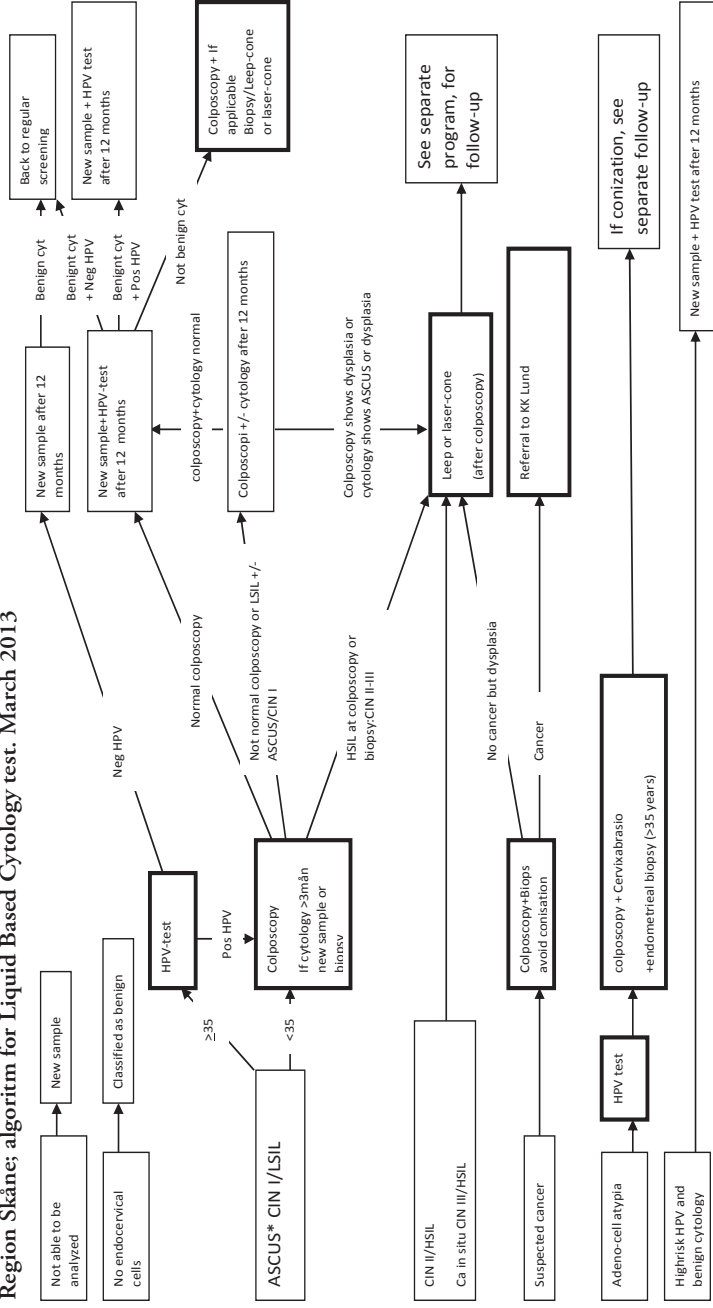 Region Skåne; algoritm for Liquid Based Cytology test. March 2013
Not able to be
analyzed
New sample
No endocervical
cells
Classified as benign
ASCUS* CIN I/LSIL
≥35
<35
HPV-test
Pos HPV
Neg HPV
Colposcopy
If cytology >3mån
new sample or
biopsy
Normal colposcopy
Not normal colposcopy or LSIL +/-
ASCUS/CIN I
HSIL at colposcopy or
biopsy:CIN II-III
New sample after 12
months
New sample+HPV-test
after 12 months
colposcopy+cytology normal
Colposcopi +/- cytology after 12 months
Colposcopy shows dysplasia or
cytology shows ASCUS or dysplasia
Benign cyt
Benignt cyt
+ Neg HPV
Benignt cyt
+ Pos HPV
Not benign cyt
Back to regular
screening
New sample + HPV test
after 12 months
Colposcopy + If
applicable
Biopsy/Leep-cone
or laser-cone
CIN II/HSIL
Ca in situ CIN III/HSIL
Leep or laser-cone
(after colposcopy)
See separate
program, for
follow-up
Suspected cancer
Colposcopy+Biops
avoid conisation
No cancer but dysplasia
Cancer
Referral to KK Lund
Adeno-cell atypia
HPV test
colposcopy + Cervixabrasio
+endometrieal biopsy (>35 years)
If conization, see
separate follow-up
Highrisk HPV and
benign cytology
New sample + HPV test after 12 months